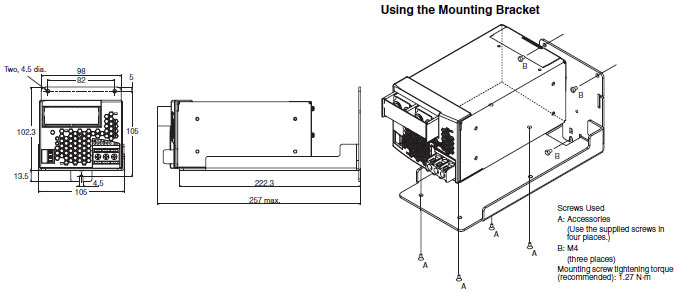 Using the Mounting Bracket
Two, 4.5 dia.
98
82
5
102.3
105
13.5
4.5
105
222.3
257 max.
B
B
B
A
A
A
A
Screws Used
A: Accessories
(Use the supplied screws in
four places.)
B: M4
(three places)
Mounting screw tightening torque
(recommended): 1.27 N·m